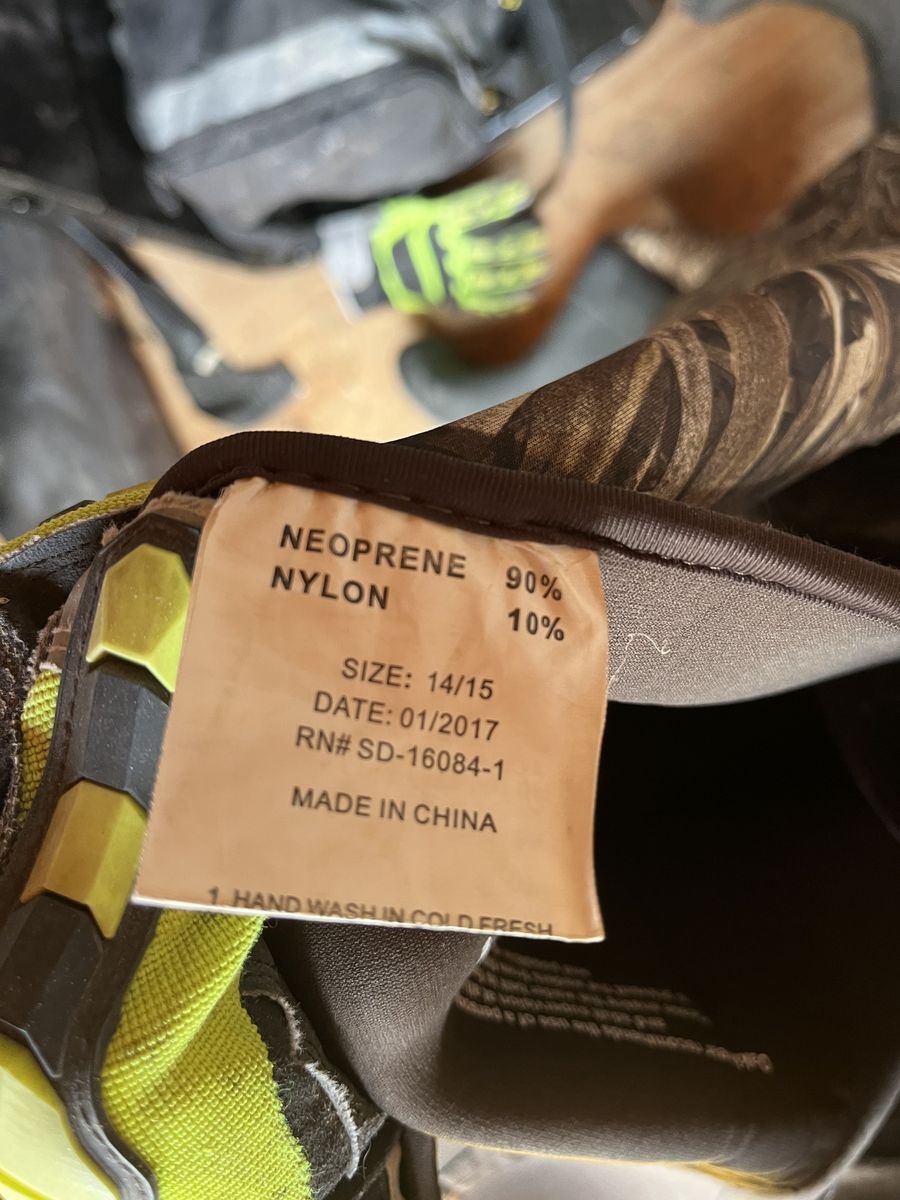 NEOPRENE 90%
NYLON 10%
SIZE: 14/15
DATE: 01/2017
RN# SD-16084-1
MADE IN CHINA
1. HAND WASH IN COLD FRESH